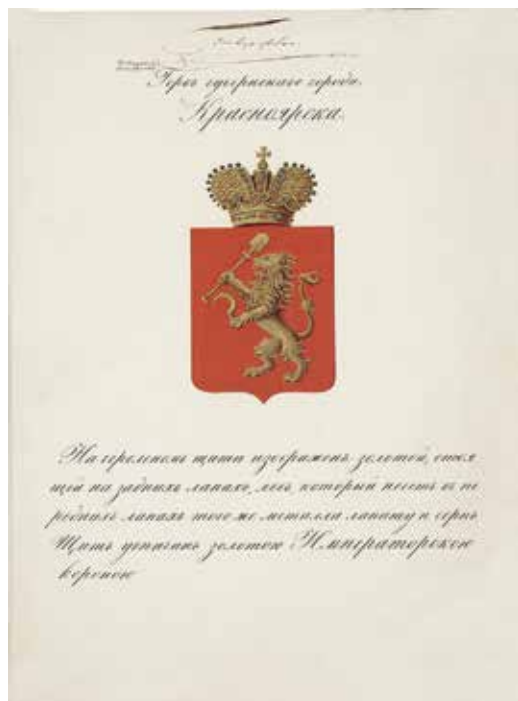 Гербъ губернскаго города
Красноярска.
На червленомъ щитѣ изображенъ золотой, стоя
щій на заднихъ лапахъ, левъ, который несетъ въ пе
реднихъ лапахъ того же металла лопату и серпъ
Щитъ увѣнчанъ золотою Императорскою
короною